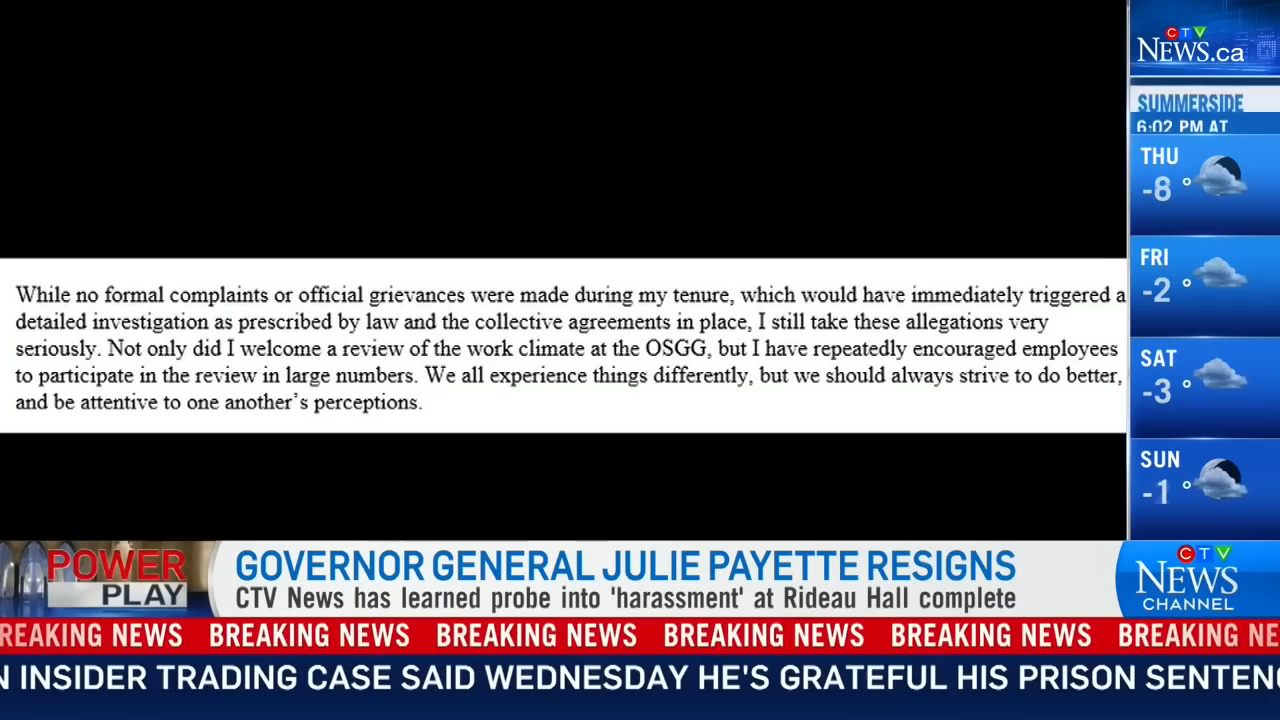 CTV
NEWS.ca
SUMMERSIDE
6:02 PM AT
THU
-8 °
FRI
-2 °
SAT
-3 °
SUN
-1 °
While no formal complaints or official grievances were made during my tenure, which would have immediately triggered a
detailed investigation as prescribed by law and the collective agreements in place, I still take these allegations very
seriously. Not only did I welcome a review of the work climate at the OSGG, but I have repeatedly encouraged employees
to participate in the review in large numbers. We all experience things differently, but we should always strive to do better,
and be attentive to one another's perceptions.
POWER
PLAY
GOVERNOR GENERAL JULIE PAYETTE RESIGNS
CTV News has learned probe into 'harassment' at Rideau Hall complete
CTV
NEWS
CHANNEL
REAKING NEWS BREAKING NEWS BREAKING NEWS BREAKING NEWS BREAKING NEWS BREAKING NE
N INSIDER TRADING CASE SAID WEDNESDAY HE'S GRATEFUL HIS PRISON SENTENC